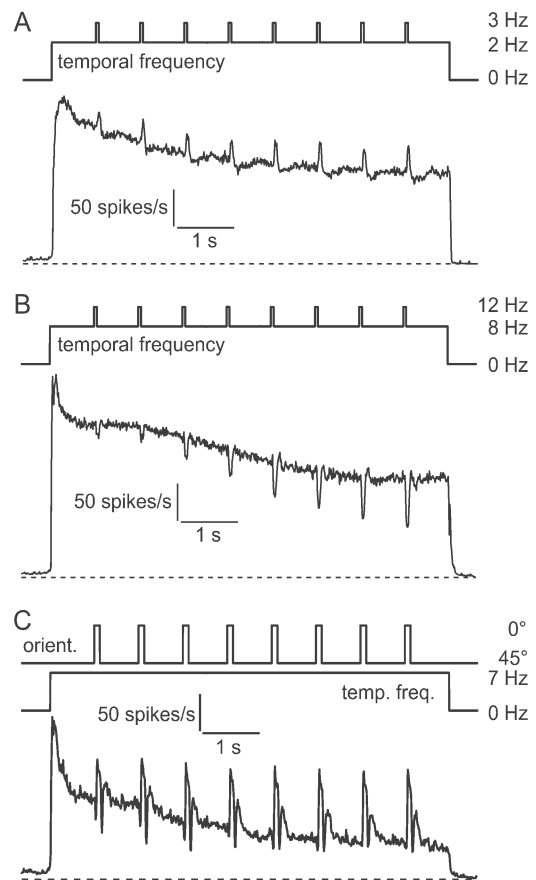 A
3 Hz
2 Hz
temporal frequency
0 Hz
50 spikes/s
1 s
B
12 Hz
8 Hz
temporal frequency
0 Hz
50 spikes/s
1 s
C
0°
orient.
45°
7 Hz
temp. freq.
50 spikes/s
0 Hz
1 s